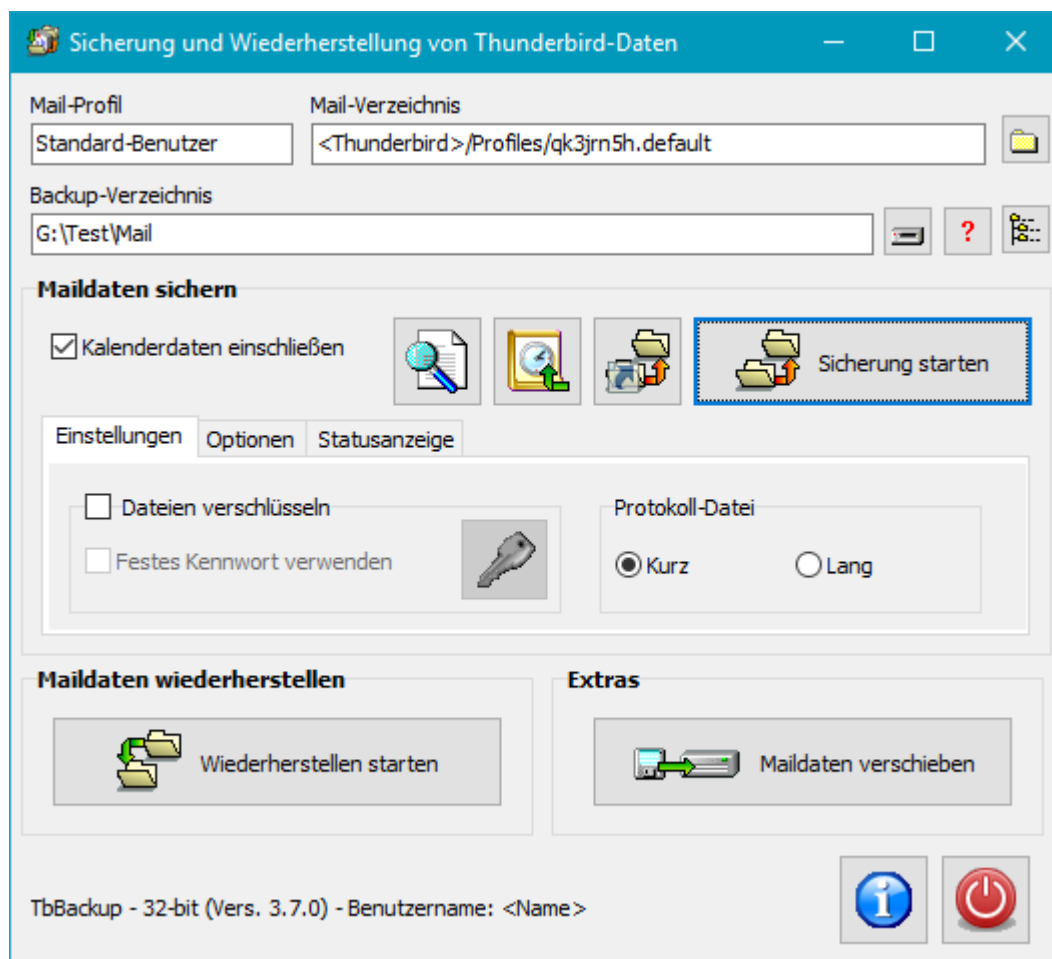 Sicherung und Wiederherstellung von Thunderbird-Daten
Mail-Profil
Mail-Verzeichnis
Standard-Benutzer
<Thunderbird>/Profiles/qk3jrn5h.default
Backup-Verzeichnis
G:\Test\Mail
?
Maildaten sichern
Kalenderdaten einschließen
Sicherung starten
Einstellungen
Optionen
Statusanzeige
Dateien verschlüsseln
Festes Kennwort verwenden
Protokoll-Datei
Kurz
Lang
Maildaten wiederherstellen
Wiederherstellen starten
Extras
Maildaten verschieben
TbBackup - 32-bit (Vers. 3.7.0) - Benutzername: <Name>